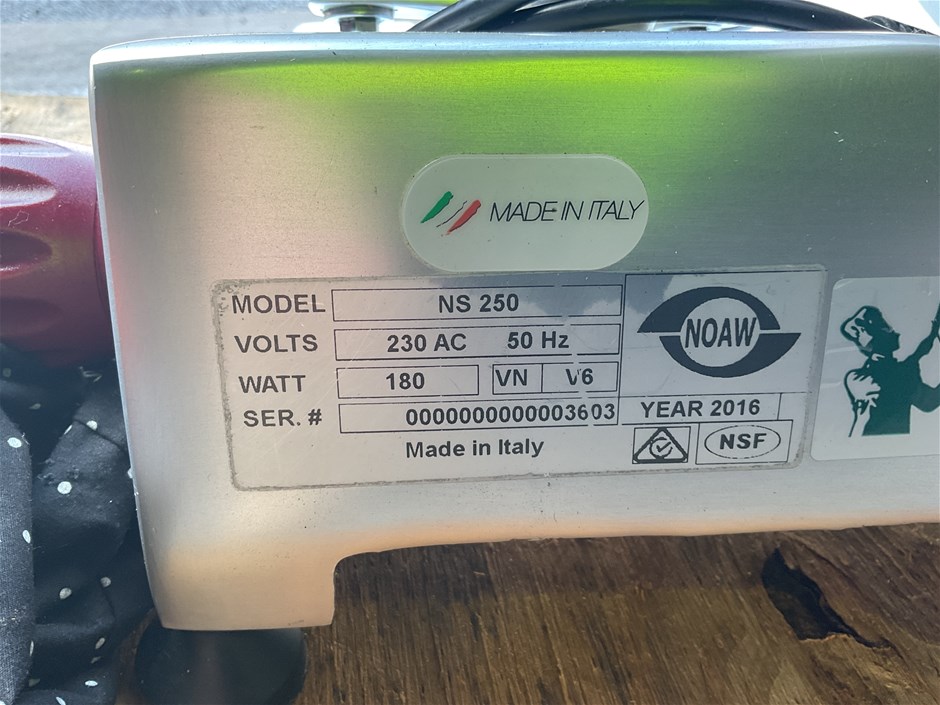 MADE IN ITALY
MODEL NS 250
VOLTS 230 AC 50 Hz
WATT 180 VN V6
SER. # 0000000000003603
Made in Italy
NOAW
YEAR 2016
NSF